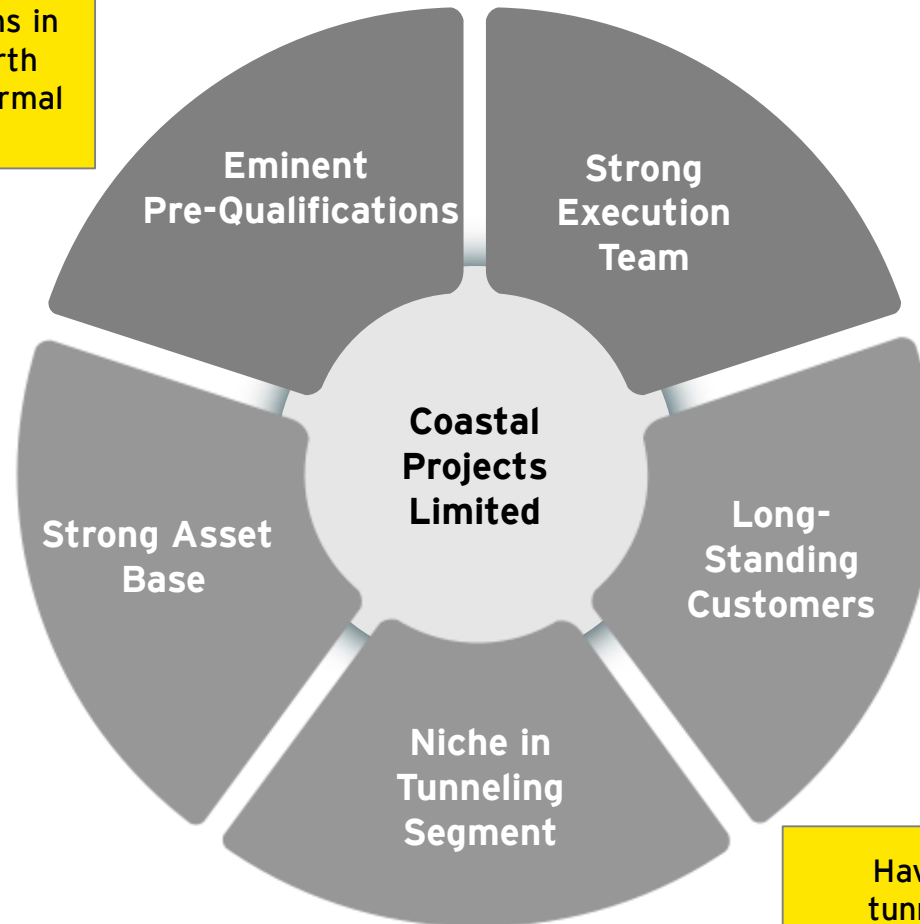 in
Eminent
Pre-Qualifications
Strong
Execution
Team
Coastal
Projects
Limited
Strong Asset
Base
Long-
Standing
Customers
Niche in
Tunneling
Segment